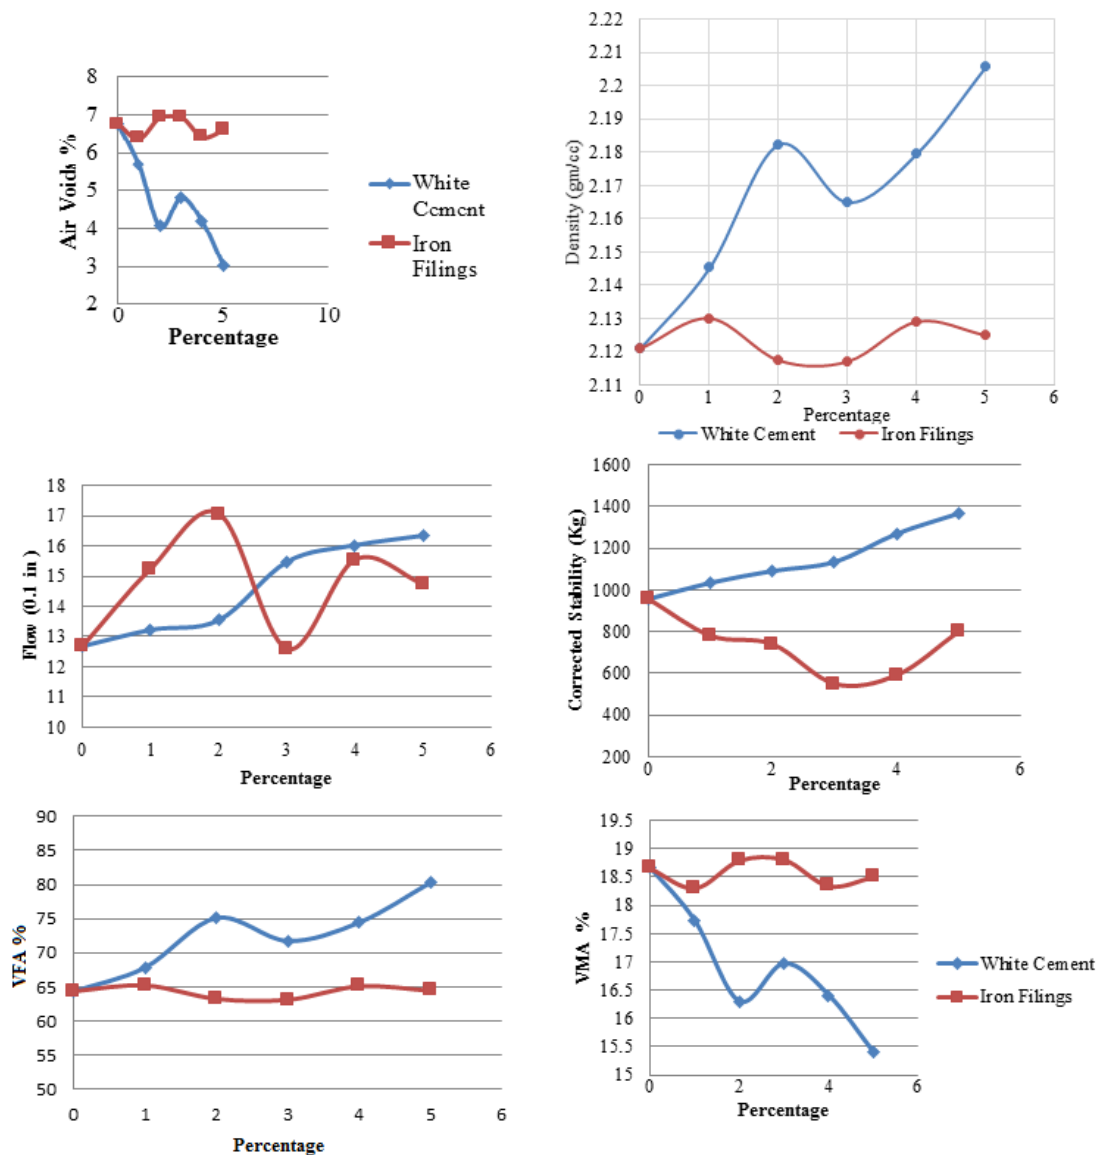 8
7
6
5
4
3
2
0
5
10
Air Voids %
Percentage
White
Cement
Iron
Filings
2.22
2.21
2.2
2.19
2.18
2.17
2.16
2.15
2.14
2.13
2.12
2.11
0 1 2 3 4 5 6
Density (gm/cc)
Percentage
White Cement Iron Filings
18
17
16
15
14
13
12
11
10
0 1 2 3 4 5 6
Flow (0.1 in )
Percentage
1600
1400
1200
1000
800
600
400
200
0 2 4 6
Corrected Stability (Kg)
Percentage
90
85
80
75
70
65
60
55
50
0 1 2 3 4 5 6
VFA %
Percentage
19.5
19
18.5
18
17.5
17
16.5
16
15.5
15
0 2 4 6
VMA %
Percentage
White Cement
Iron Filings